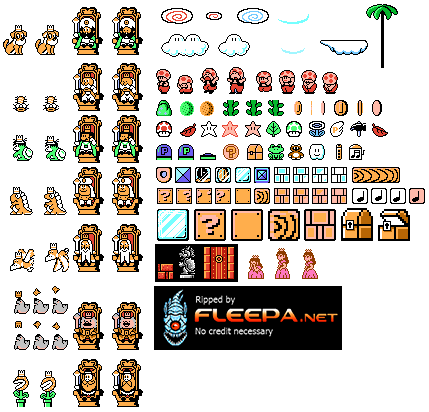 P P
?
?
Ripped by
FLEEPA.NET
No credit necessary